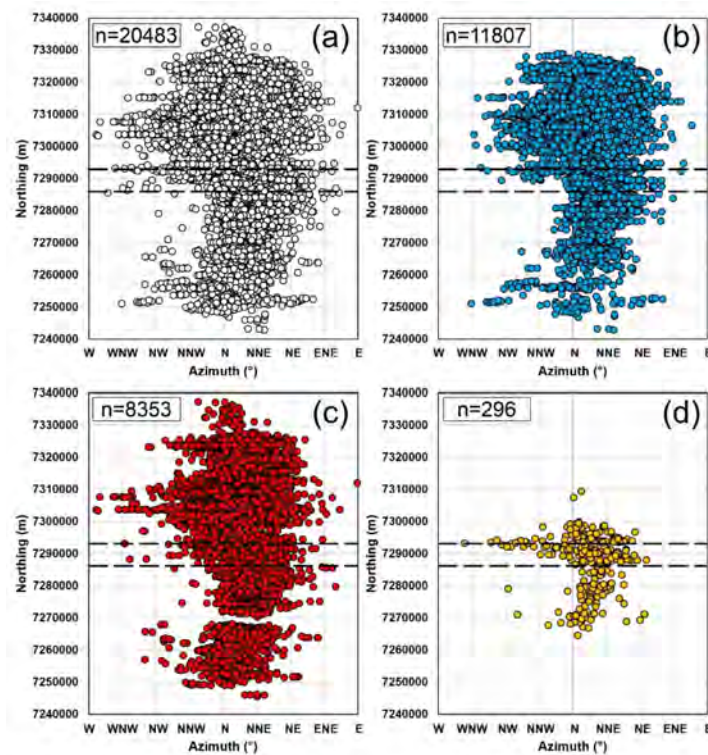 n=20483
(a)
7340000
7330000
7320000
7310000
7300000
7290000
7280000
7270000
7260000
7250000
7240000
Northing (m)
W WNW NW NNW N NNE NE ENE E
Azimuth (°)
n=11807
(b)
7340000
7330000
7320000
7310000
7300000
7290000
7280000
7270000
7260000
7250000
7240000
Northing (m)
W WNW NW NNW N NNE NE ENE E
Azimuth (°)
n=8353
(c)
7340000
7330000
7320000
7310000
7300000
7290000
7280000
7270000
7260000
7250000
7240000
Northing (m)
W WNW NW NNW N NNE NE ENE E
Azimuth (°)
n=296
(d)
7340000
7330000
7320000
7310000
7300000
7290000
7280000
7270000
7260000
7250000
7240000
Northing (m)
W WNW NW NNW N NNE NE ENE E
Azimuth (°)